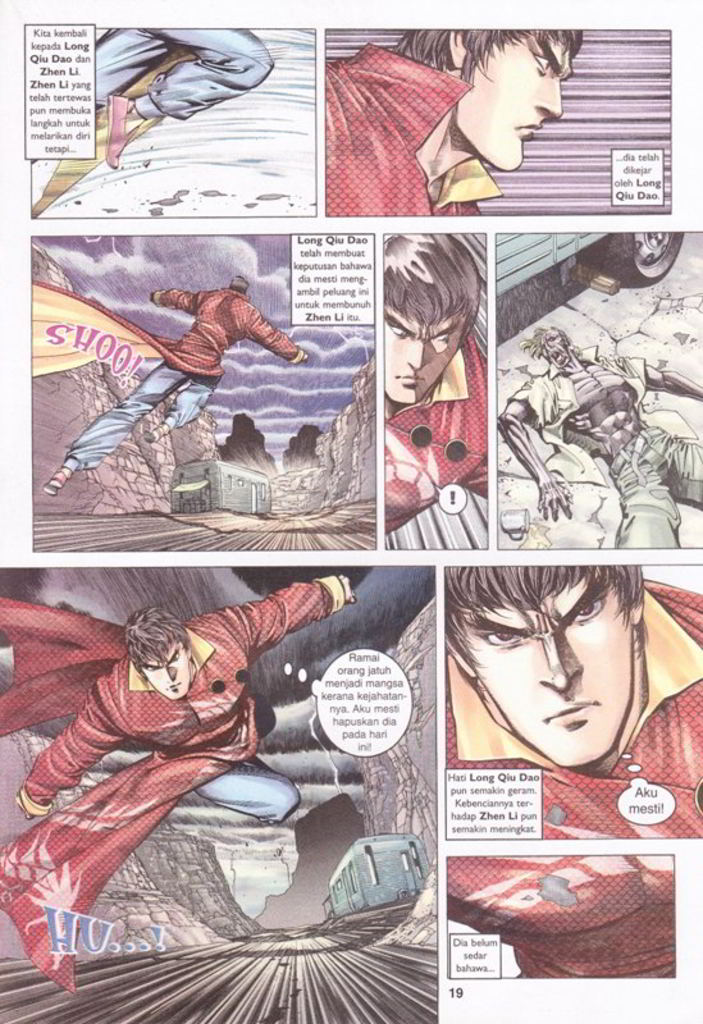 Kita kembali
kepada Long
Qiu Dao dan
Zhen Li.
Zhen Li yang
telah tertewas
pun membuka
langkah untuk
melarikan diri
tetapi...
...dia telah
dikejar
oleh Long
Qiu Dao.
Long Qiu Dao
telah membuat
keputusan bahawa
dia mesti meng-
ambil peluang ini
untuk membunuh
Zhen Li itu.
SHOO!
!
Ramai
orang jatuh
menjadi mangsa
kerana kejahatan-
nya. Aku mesti
hapuskan dia
pada hari
ini!
HU...!
Hati Long Qiu Dao
pun semakin geram.
Kebenciannya ter-
hadap Zhen Li pun
semakin meningkat.
Aku
mesti!
Dia belum
sedar
bahawa...
19